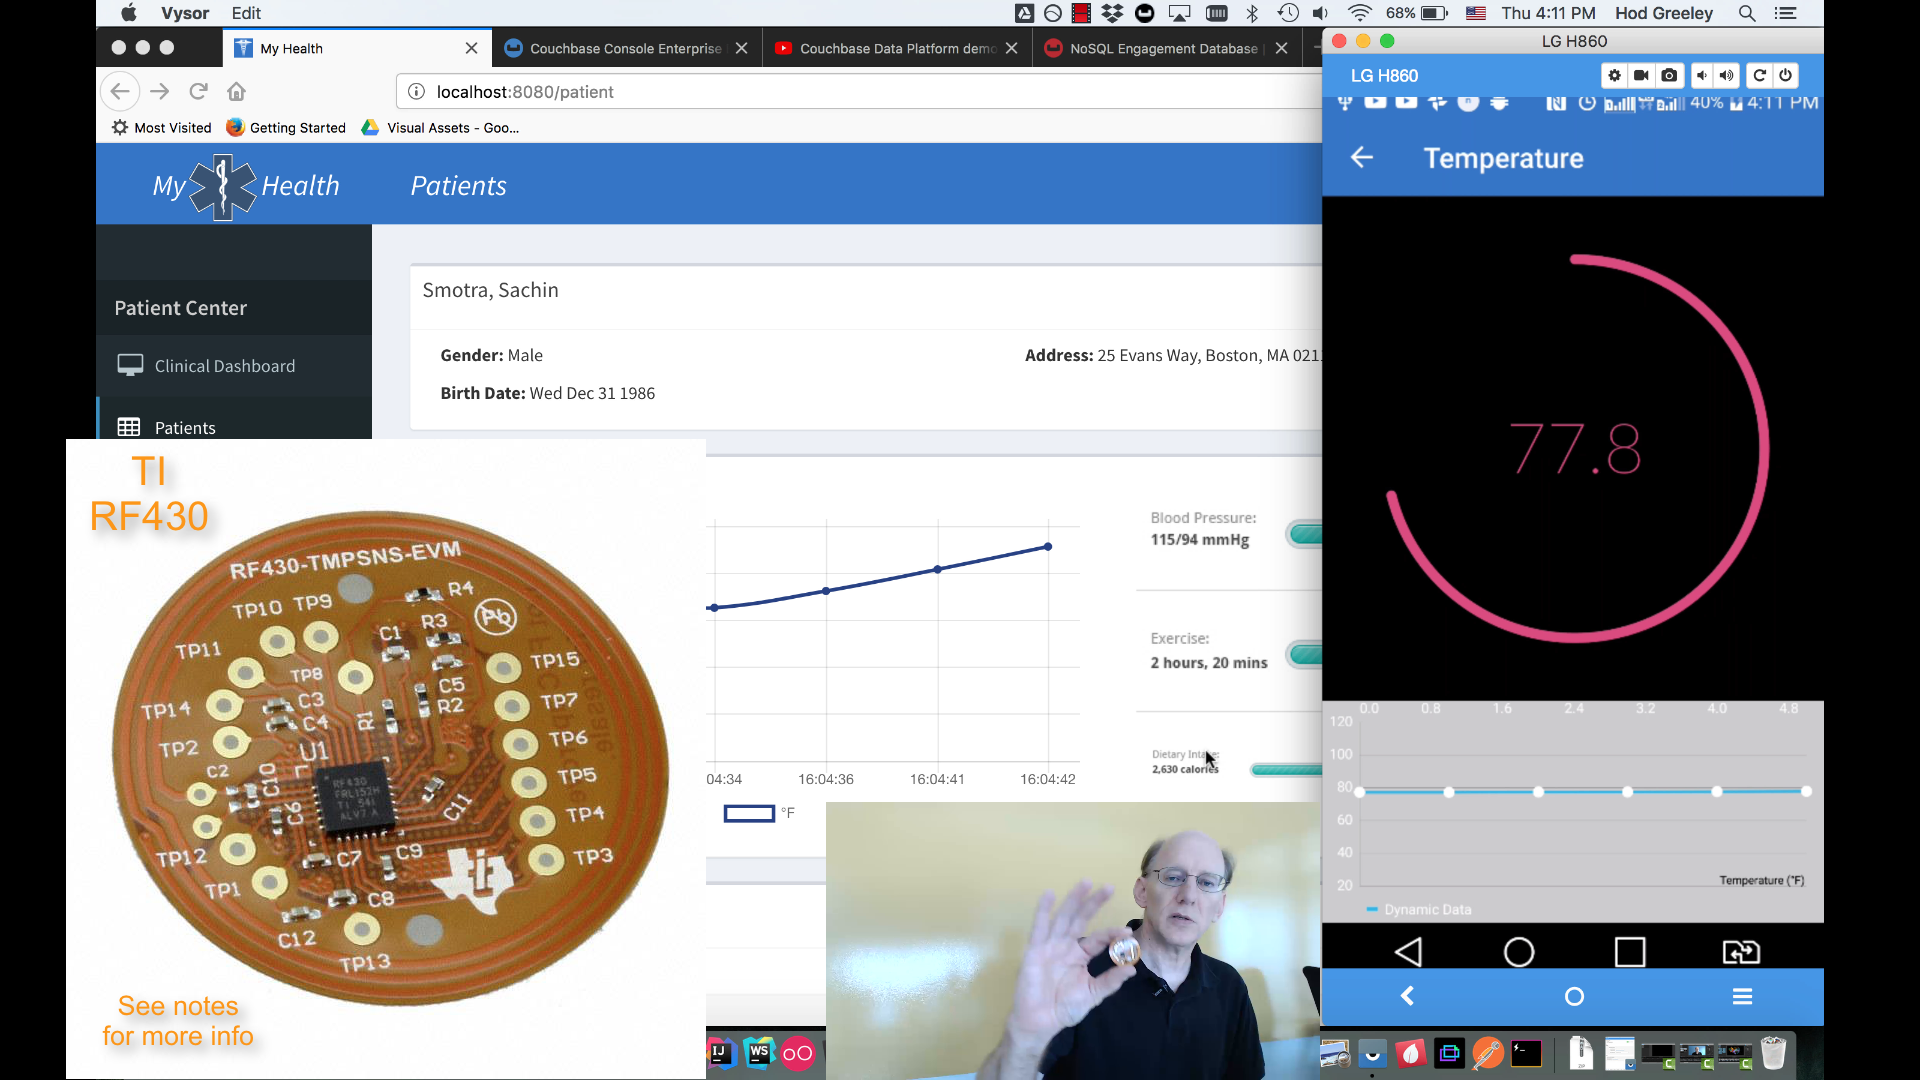 Vysor Edit
68% Thu 4:11 PM Hod Greeley
My Health
Couchbase Console Enterprise
Couchbase Data Platform demo
NoSQL Engagement Database
localhost:8080/patient
Most Visited Getting Started Visual Assets - Goo...
My Health Patients
Patient Center
Clinical Dashboard
Patients
Smotra, Sachin
Gender: Male
Address: 25 Evans Way, Boston, MA 021
Birth Date: Wed Dec 31 1986
Blood Pressure:
115/94 mmHg
Exercise:
2 hours, 20 mins
Dietary
2,630 calories
04:34 16:04:36 16:04:41 16:04:42
°F
TI
RF430
RF430-TMPSNS-EVM
TP10 TP9 R4
TP11 C1 R3
TP8 TP15
C5
TP14 C3 R1 R2 TP7
C4
TP2 U1 TP6
C2 C10 TP5
RF430
FRL152H
TI 54I
C6 C11 TP4
TP12 C7 C9 TP3
TP1 C8
C12
TP13
See notes
for more info
LG H860
LG H860
40% 4:11 PM
Temperature
77.8
0.0 0.8 1.6 2.4 3.2 4.0 4.8
120
100
80
60
40
20
Temperature (°F)
Dynamic Data
IJ WS
ZIP